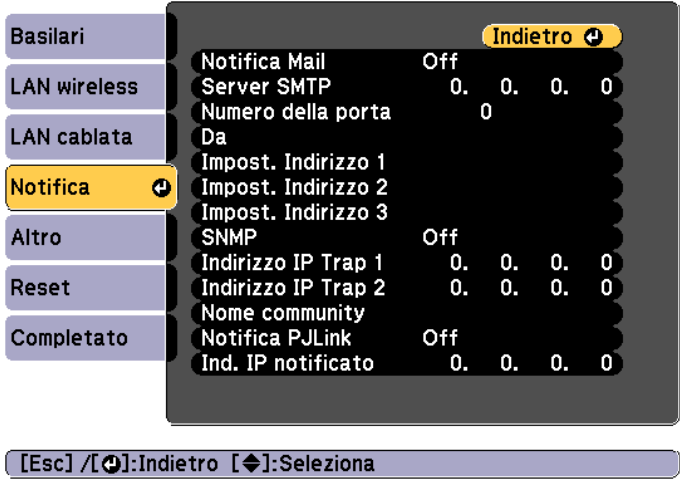 Basilari
LAN wireless
LAN cablata
Notifica
Altro
Reset
Completato
Indietro
Notifica Mail Off
Server SMTP 0. 0. 0. 0
Numero della porta 0
Da
Impost. Indirizzo 1
Impost. Indirizzo 2
Impost. Indirizzo 3
SNMP Off
Indirizzo IP Trap 1 0. 0. 0. 0
Indirizzo IP Trap 2 0. 0. 0. 0
Nome community
Notifica PJLink Off
Ind. IP notificato 0. 0. 0. 0
[Esc] /[⏎]:Indietro [◆]:Seleziona